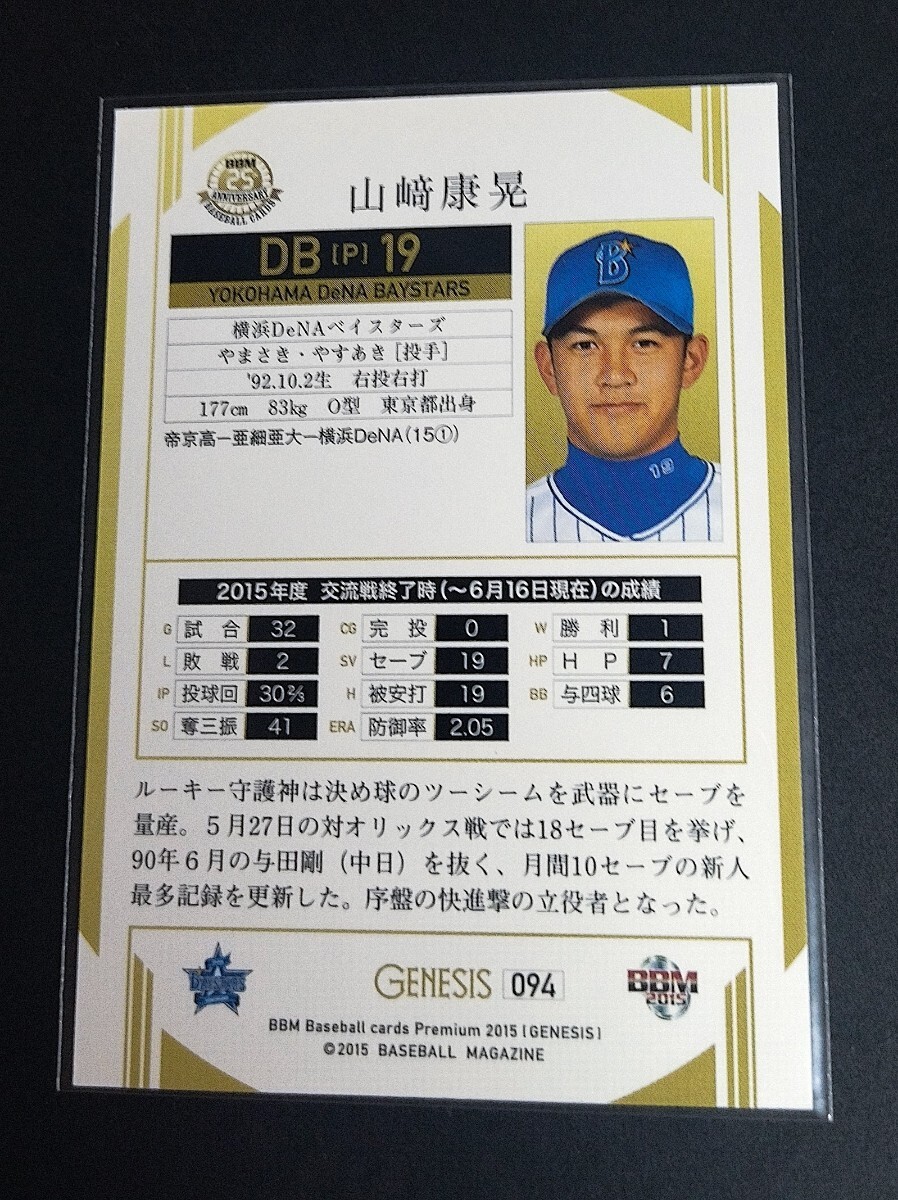 BBM
25
ANNIVERSARY
BASEBALL CARDS
山﨑康晃
DB [P] 19
YOKOHAMA DeNA BAYSTARS
横浜DeNAベイスターズ
やまさき・やすあき [投手]
'92.10.2生 右投右打
177cm 83kg O型 東京都出身
帝京高ー亜細亜大ー横浜DeNA(15①)
19
2015年度 交流戦終了時(〜6月16日現在)の成績
G 試合 32 CG 完投 0 W 勝利 1
L 敗戦 2 SV セーブ 19 HP HP 7
IP 投球回 30⅔ H 被安打 19 BB 与四球 6
SO 奪三振 41 ERA 防御率 2.05
ルーキー守護神は決め球のツーシームを武器にセーブを
量産。5月27日の対オリックス戦では18セーブ目を挙げ、
90年6月の与田剛(中日)を抜く、月間10セーブの新人
最多記録を更新した。序盤の快進撃の立役者となった。
BAYSTARS
GENESIS 094
BBM
2015
BBM Baseball cards Premium 2015 [GENESIS]
©2015 BASEBALL MAGAZINE